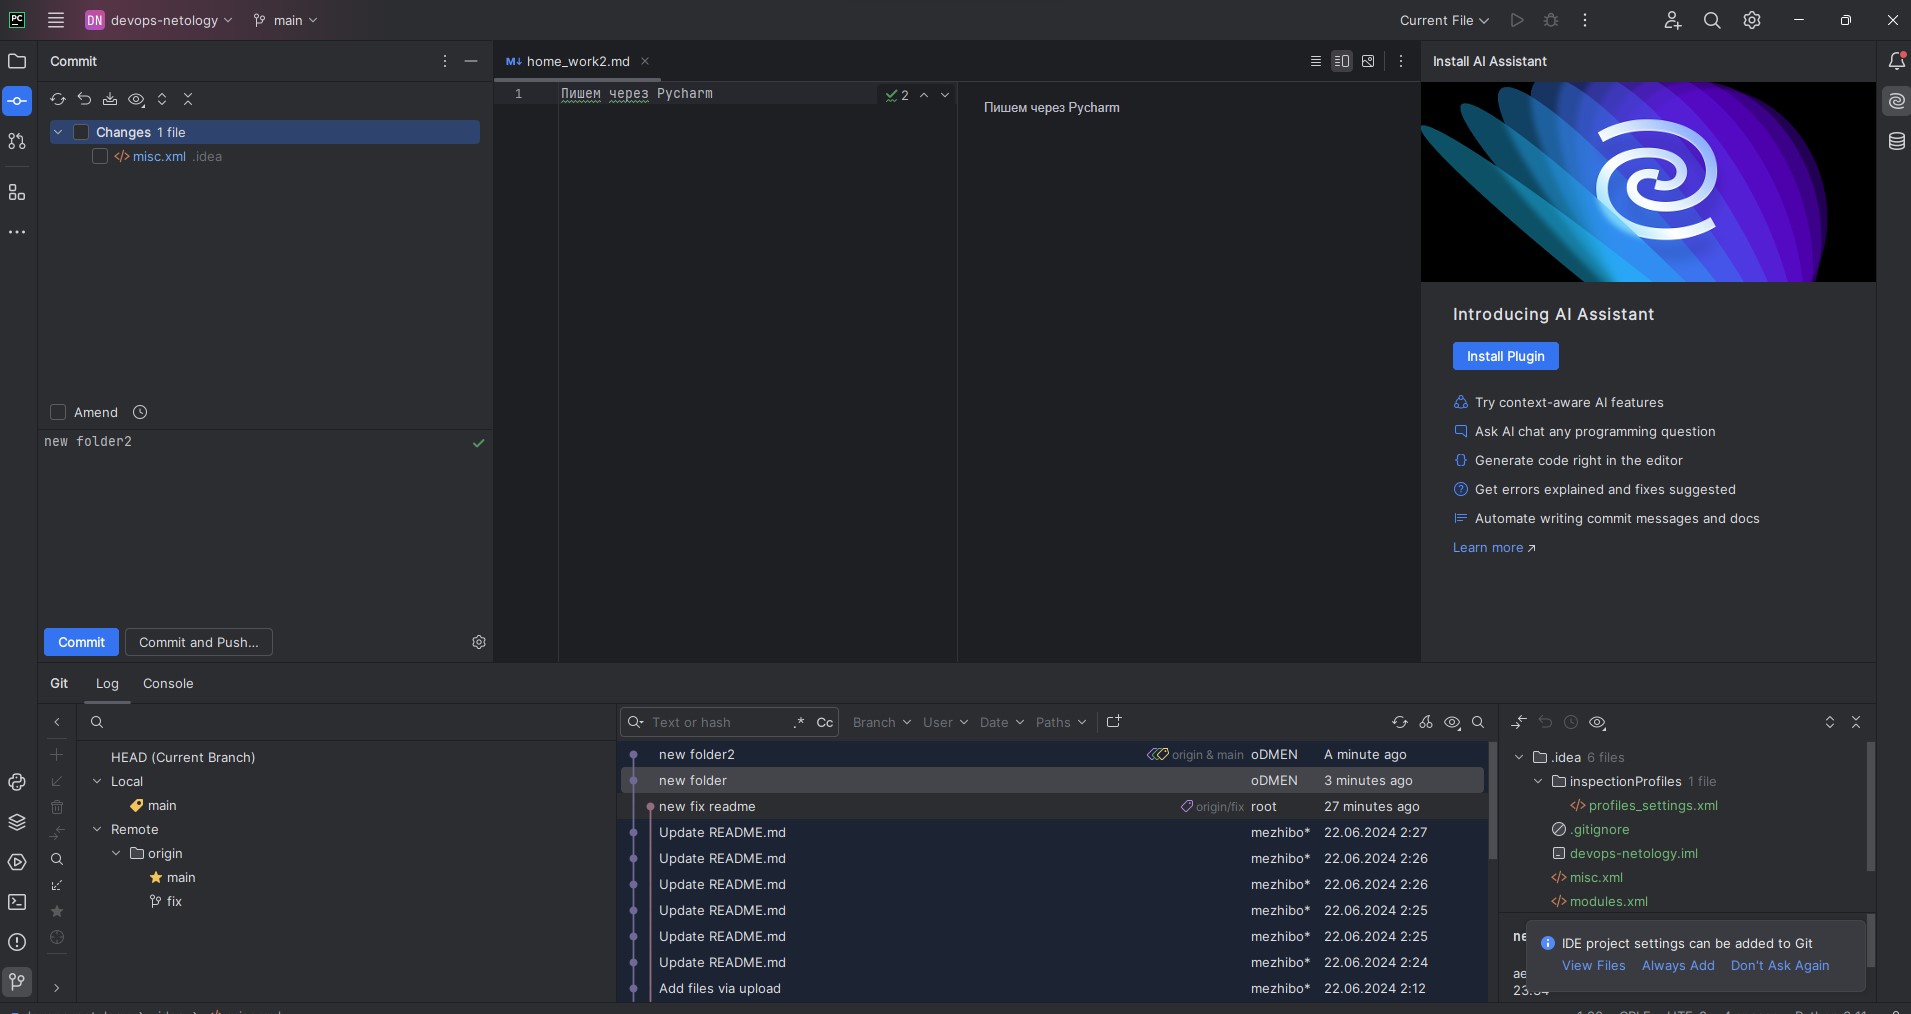 PC
DN devops-netology main Current File
Commit
home_work2.md
Install AI Assistant
Changes 1 file
misc.xml .idea
1 Пишем через Pycharm 2
Пишем через Pycharm
Introducing AI Assistant
Install Plugin
Try context-aware AI features
Ask AI chat any programming question
Generate code right in the editor
Get errors explained and fixes suggested
Automate writing commit messages and docs
Learn more
Amend
new folder2
Commit Commit and Push...
Git Log Console
Text or hash .* Cc Branch User Date Paths
HEAD (Current Branch)
Local
main
Remote
origin
main
fix
new folder2 origin & main oDMEN A minute ago
new folder oDMEN 3 minutes ago
new fix readme origin/fix root 27 minutes ago
Update README.md mezhibo* 22.06.2024 2:27
Update README.md mezhibo* 22.06.2024 2:26
Update README.md mezhibo* 22.06.2024 2:26
Update README.md mezhibo* 22.06.2024 2:25
Update README.md mezhibo* 22.06.2024 2:25
Update README.md mezhibo* 22.06.2024 2:24
Add files via upload mezhibo* 22.06.2024 2:12
.idea 6 files
inspectionProfiles 1 file
profiles_settings.xml
.gitignore
devops-netology.iml
misc.xml
modules.xml
IDE project settings can be added to Git
View Files Always Add Don't Ask Again